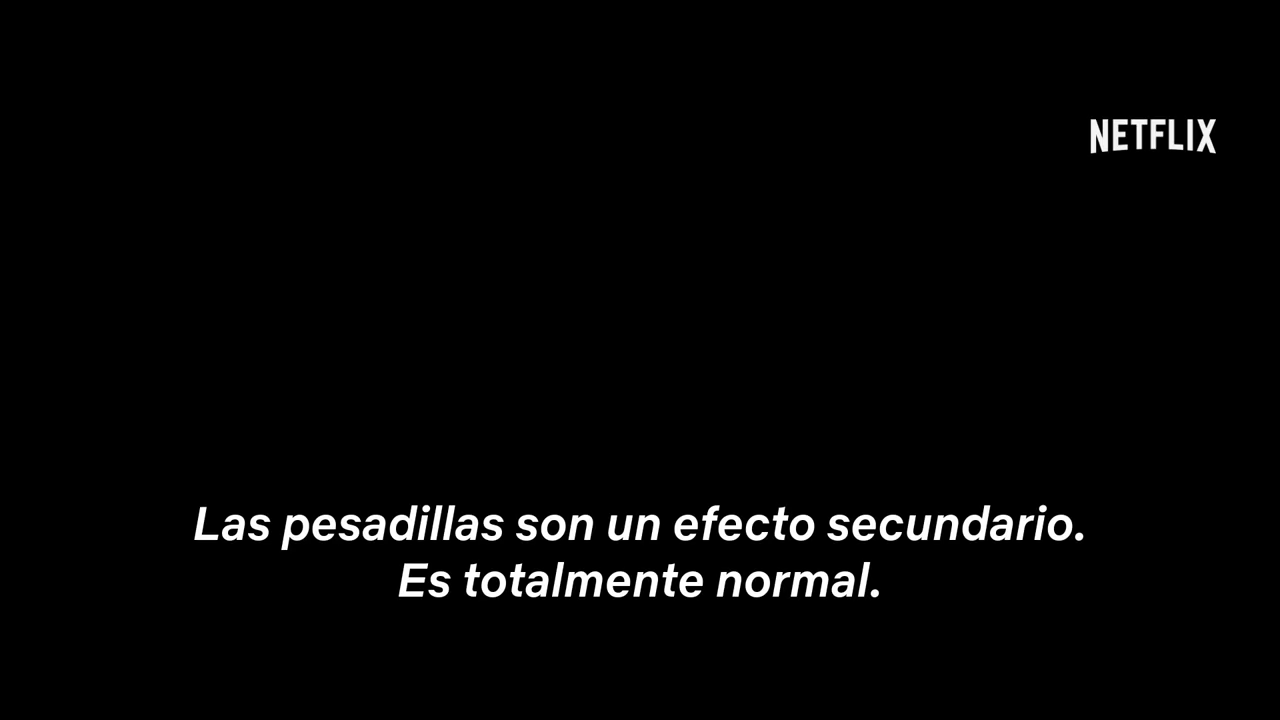 NETFLIX
Las pesadillas son un efecto secundario.
Es totalmente normal.